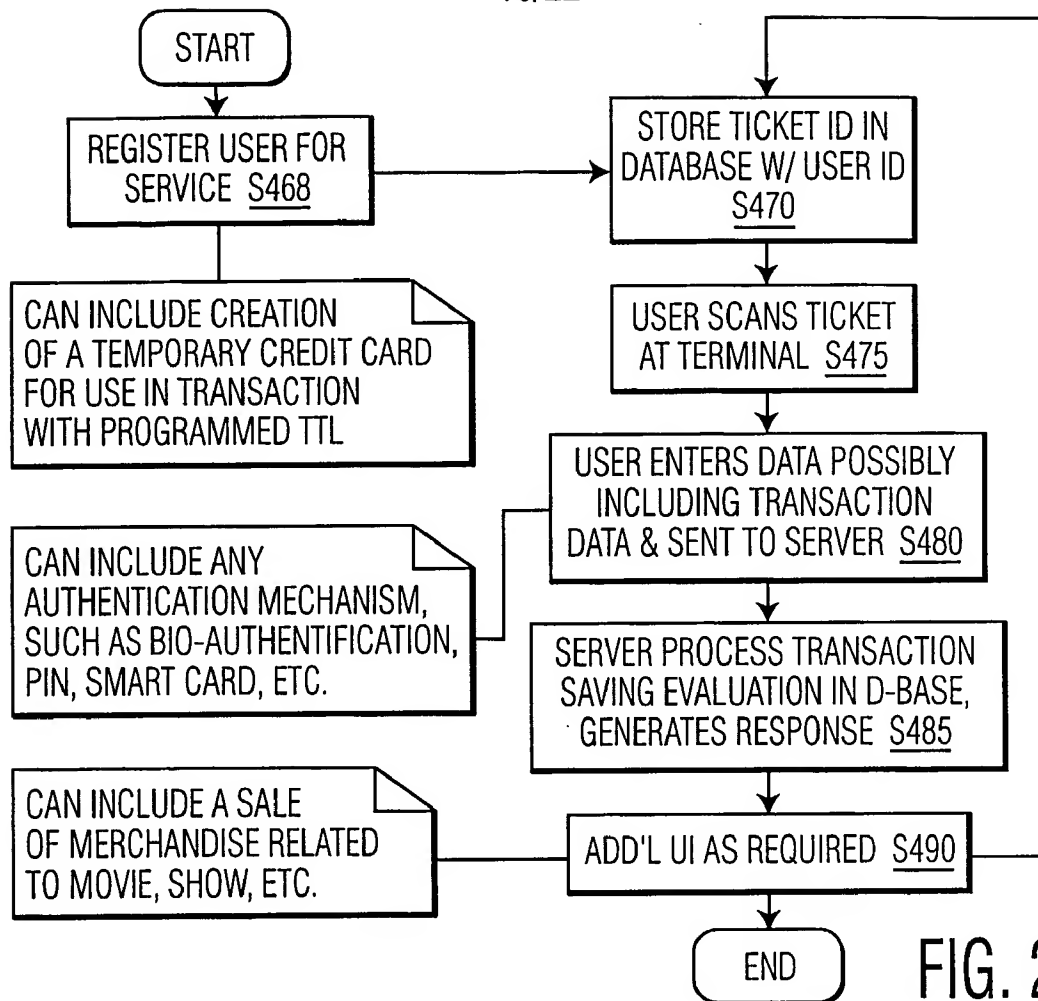 START
REGISTER USER FOR
SERVICE S468
STORE TICKET ID IN
DATABASE W/ USER ID
S470
CAN INCLUDE CREATION
OF A TEMPORARY CREDIT CARD
FOR USE IN TRANSACTION
WITH PROGRAMMED TTL
USER SCANS TICKET
AT TERMINAL S475
USER ENTERS DATA POSSIBLY
INCLUDING TRANSACTION
DATA & SENT TO SERVER S480
CAN INCLUDE ANY
AUTHENTICATION MECHANISM,
SUCH AS BIO-AUTHENTIFICATION,
PIN, SMART CARD, ETC.
SERVER PROCESS TRANSACTION
SAVING EVALUATION IN D-BASE,
GENERATES RESPONSE S485
CAN INCLUDE A SALE
OF MERCHANDISE RELATED
TO MOVIE, SHOW, ETC.
ADD'L UI AS REQUIRED S490
END
FIG. 2